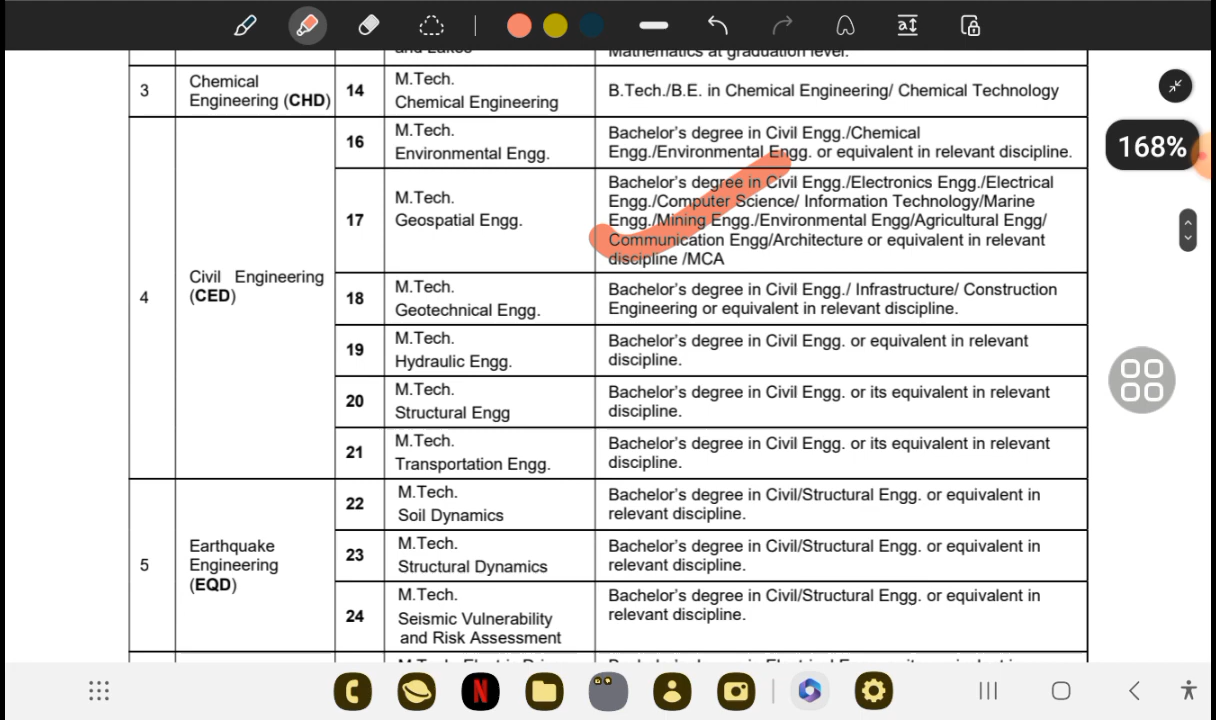 and Lakes
Mathematics at graduation level.
3
Chemical
Engineering (CHD)
14
M.Tech.
Chemical Engineering
B.Tech./B.E. in Chemical Engineering/ Chemical Technology
168%
4
Civil Engineering
(CED)
16
M.Tech.
Environmental Engg.
Bachelor's degree in Civil Engg./Chemical
Engg./Environmental Engg. or equivalent in relevant discipline.
17
M.Tech.
Geospatial Engg.
Bachelor's degree in Civil Engg./Electronics Engg./Electrical
Engg./Computer Science/ Information Technology/Marine
Engg./Mining Engg./Environmental Engg/Agricultural Engg/
Communication Engg/Architecture or equivalent in relevant
discipline /MCA
18
M.Tech.
Geotechnical Engg.
Bachelor's degree in Civil Engg./ Infrastructure/ Construction
Engineering or equivalent in relevant discipline.
19
M.Tech.
Hydraulic Engg.
Bachelor's degree in Civil Engg. or equivalent in relevant
discipline.
20
M.Tech.
Structural Engg
Bachelor's degree in Civil Engg. or its equivalent in relevant
discipline.
21
M.Tech.
Transportation Engg.
Bachelor's degree in Civil Engg. or its equivalent in relevant
discipline.
5
Earthquake
Engineering
(EQD)
22
M.Tech.
Soil Dynamics
Bachelor's degree in Civil/Structural Engg. or equivalent in
relevant discipline.
23
M.Tech.
Structural Dynamics
Bachelor's degree in Civil/Structural Engg. or equivalent in
relevant discipline.
24
M.Tech.
Seismic Vulnerability
and Risk Assessment
Bachelor's degree in Civil/Structural Engg. or equivalent in
relevant discipline.